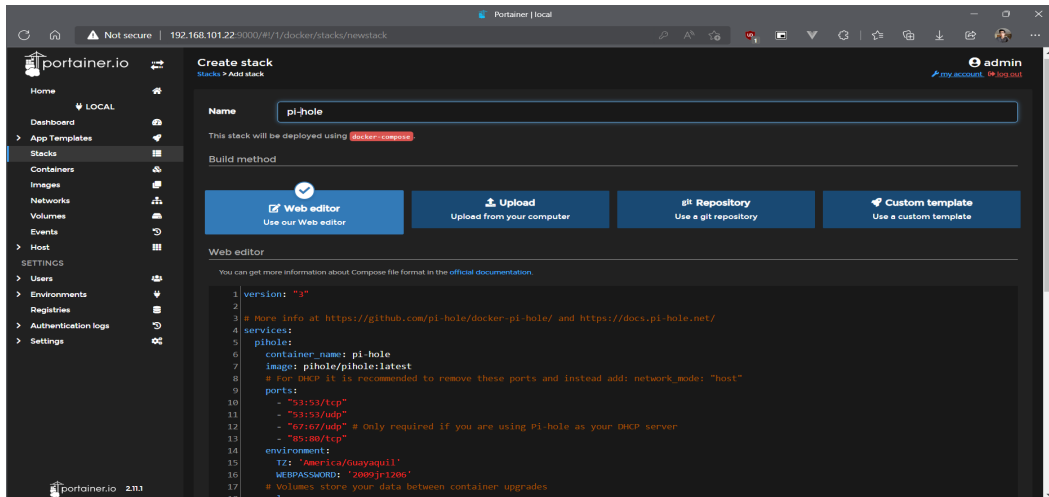 Portainer | local
Not secure | 192.168.101.22:9000/#!/1/docker/stacks/newstack
portainer.io
Home
LOCAL
Dashboard
App Templates
Stacks
Containers
Images
Networks
Volumes
Events
Host
SETTINGS
Users
Environments
Registries
Authentication logs
Settings
portainer.io 2.11.1
Create stack
Stacks > Add stack
admin
my account log out
Name pi-hole
This stack will be deployed using docker-compose.
Build method
Web editor
Use our Web editor
Upload
Upload from your computer
git Repository
Use a git repository
Custom template
Use a custom template
Web editor
You can get more information about Compose file format in the official documentation.
1 version: "3"
2
3 # More info at https://github.com/pi-hole/docker-pi-hole/ and https://docs.pi-hole.net/
4 services:
5 pihole:
6 container_name: pi-hole
7 image: pihole/pihole:latest
8 # For DHCP it is recommended to remove these ports and instead add: network_mode: "host"
9 ports:
10 - "53:53/tcp"
11 - "53:53/udp"
12 - "67:67/udp" # Only required if you are using Pi-hole as your DHCP server
13 - "85:80/tcp"
14 environment:
15 TZ: 'America/Guayaquil'
16 WEBPASSWORD: '2009jr1206'
17 # Volumes store your data between container upgrades